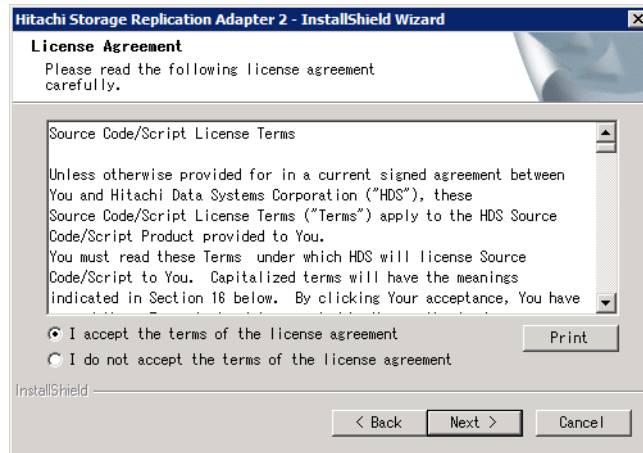 Hitachi Storage Replication Adapter 2 - InstallShield Wizard
License Agreement
Please read the following license agreement
carefully.
Source Code/Script License Terms
Unless otherwise provided for in a current signed agreement between
You and Hitachi Data Systems Corporation ("HDS"), these
Source Code/Script License Terms ("Terms") apply to the HDS Source
Code/Script Product provided to You.
You must read these Terms under which HDS will license Source
Code/Script to You. Capitalized terms will have the meanings
indicated in Section 16 below. By clicking Your acceptance, You have
I accept the terms of the license agreement
Print
I do not accept the terms of the license agreement
InstallShield
< Back
Next >
Cancel